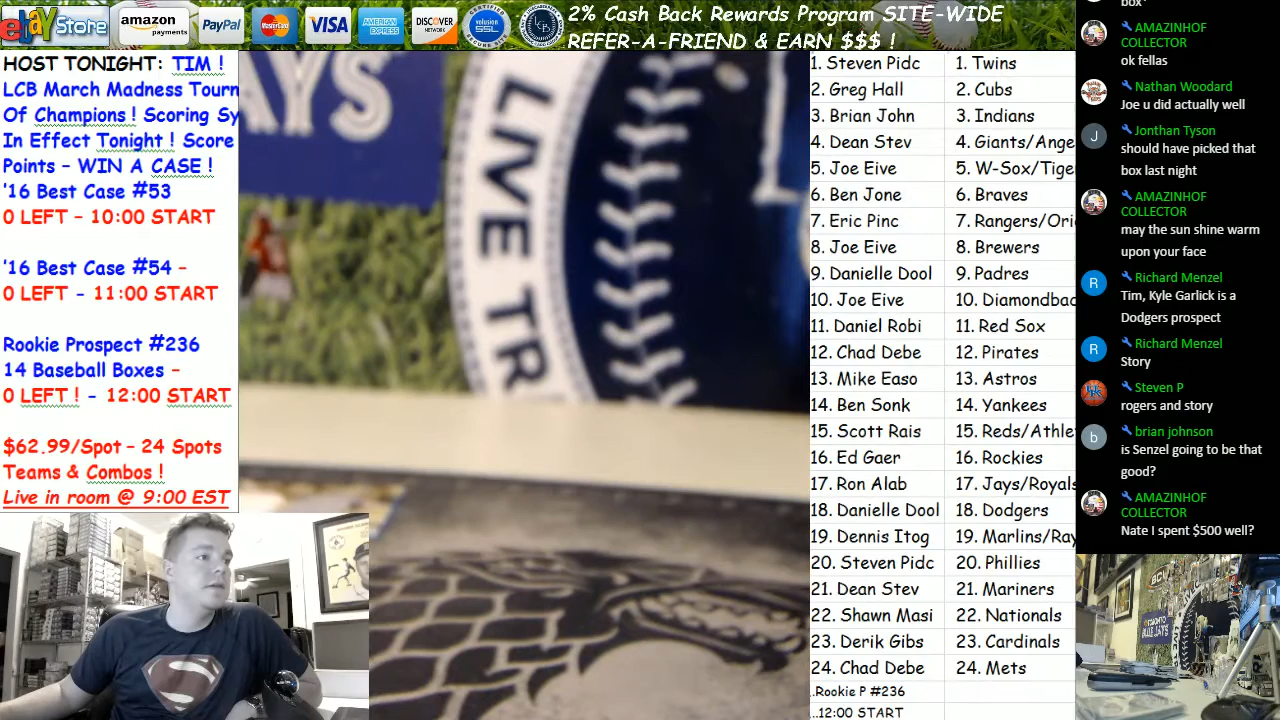 ebay Store
amazon payments
PayPal
MasterCard
VISA
AMERICAN EXPRESS
DISCOVER NETWORK
volusion SSL
LCB
2% Cash Back Rewards Program SITE-WIDE
REFER-A-FRIEND & EARN $$$ !
HOST TONIGHT: TIM !
LCB March Madness Tourn
Of Champions ! Scoring Sy
In Effect Tonight ! Score
Points – WIN A CASE !
'16 Best Case #53
0 LEFT – 10:00 START
'16 Best Case #54 –
0 LEFT – 11:00 START
Rookie Prospect #236
14 Baseball Boxes –
0 LEFT ! – 12:00 START
$62.99/Spot – 24 Spots
Teams & Combos !
Live in room @ 9:00 EST
AYS
LIVE TR
1. Steven Pidc 1. Twins
2. Greg Hall 2. Cubs
3. Brian John 3. Indians
4. Dean Stev 4. Giants/Ange
5. Joe Eive 5. W-Sox/Tige
6. Ben Jone 6. Braves
7. Eric Pinc 7. Rangers/Ori
8. Joe Eive 8. Brewers
9. Danielle Dool 9. Padres
10. Joe Eive 10. Diamondbac
11. Daniel Robi 11. Red Sox
12. Chad Debe 12. Pirates
13. Mike Easo 13. Astros
14. Ben Sonk 14. Yankees
15. Scott Rais 15. Reds/Athle
16. Ed Gaer 16. Rockies
17. Ron Alab 17. Jays/Royals
18. Danielle Dool 18. Dodgers
19. Dennis Itog 19. Marlins/Ray
20. Steven Pidc 20. Phillies
21. Dean Stev 21. Mariners
22. Shawn Masi 22. Nationals
23. Derik Gibs 23. Cardinals
24. Chad Debe 24. Mets
..Rookie P #236
...12:00 START
box?
AMAZINHOF
COLLECTOR
ok fellas
Nathan Woodard
Joe u did actually well
J
Jonthan Tyson
should have picked that
box last night
AMAZINHOF
COLLECTOR
may the sun shine warm
upon your face
R
Richard Menzel
Tim, Kyle Garlick is a
Dodgers prospect
R
Richard Menzel
Story
Steven P
rogers and story
b
brian johnson
is Senzel going to be that
good?
AMAZINHOF
COLLECTOR
Nate I spent $500 well?